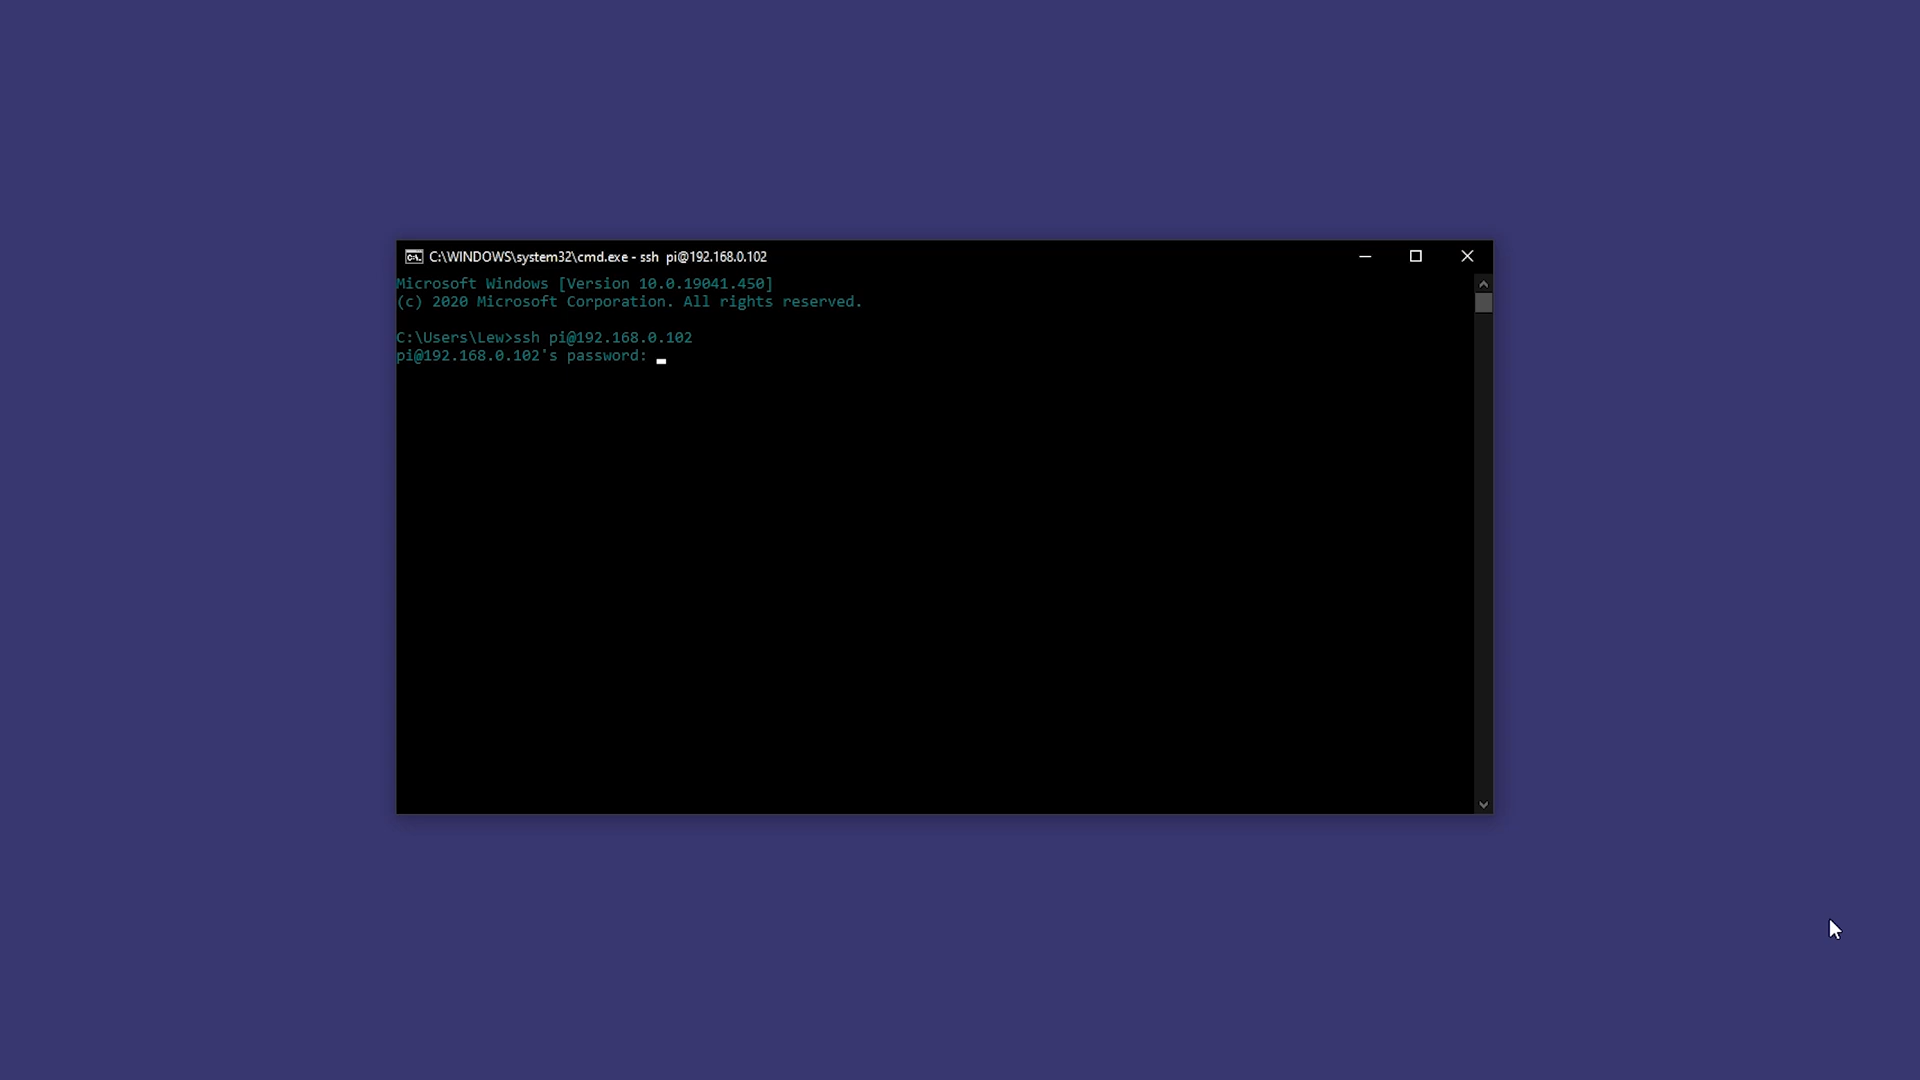 C:\WINDOWS\system32\cmd.exe - ssh  pi@192.168.0.102
Microsoft Windows [Version 10.0.19041.450]
(c) 2020 Microsoft Corporation. All rights reserved.
C:\Users\Lew>ssh pi@192.168.0.102
pi@192.168.0.102's password: